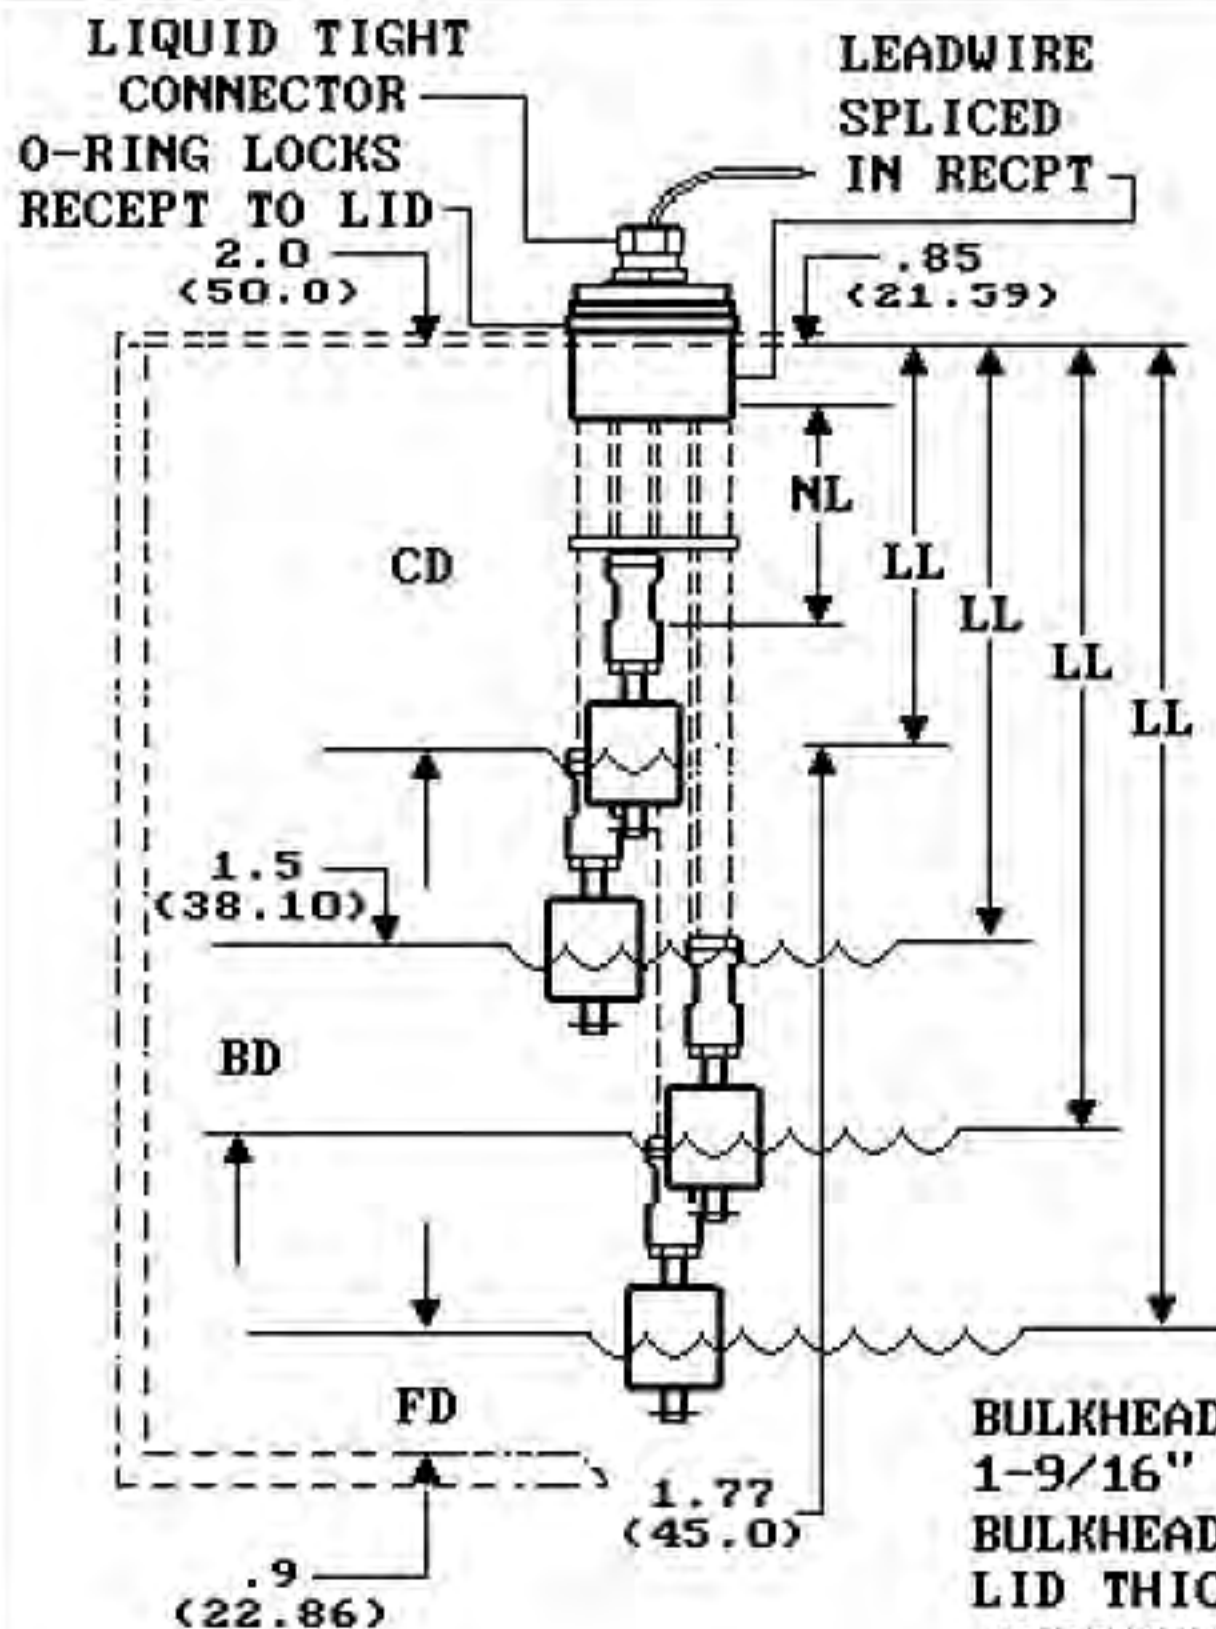 LIQUID TIGHT
CONNECTOR
O-RING LOCKS
RECEPT TO LID
LEADWIRE
SPLICED
IN RECPT
2.0
(50.0)
.85
(21.59)
NL
CD
LL
LL
LL
LL
1.5
(38.10)
BD
FD
1.77
(45.0)
.9
(22.86)
BULKHEAD
1-9/16"
BULKHEAD
LID THIC